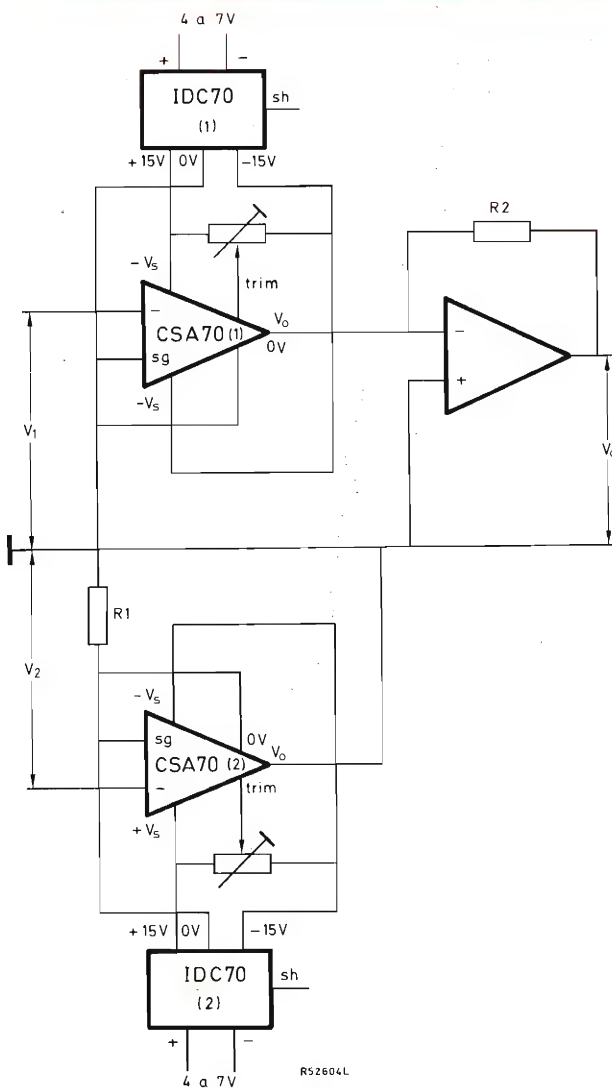 4 a 7V
+ -
IDC70
(1)
sh
+15V 0V -15V
R2
-Vs
trim
-
CSA70 (1)
Vo
0V
sg
-Vs
-
+
V1
Vo
R1
V2
-Vs
sg
0V
Vo
CSA70 (2)
-
trim
+Vs
+15V 0V -15V
IDC70
(2)
sh
+ -
4 a 7V
RS2604L